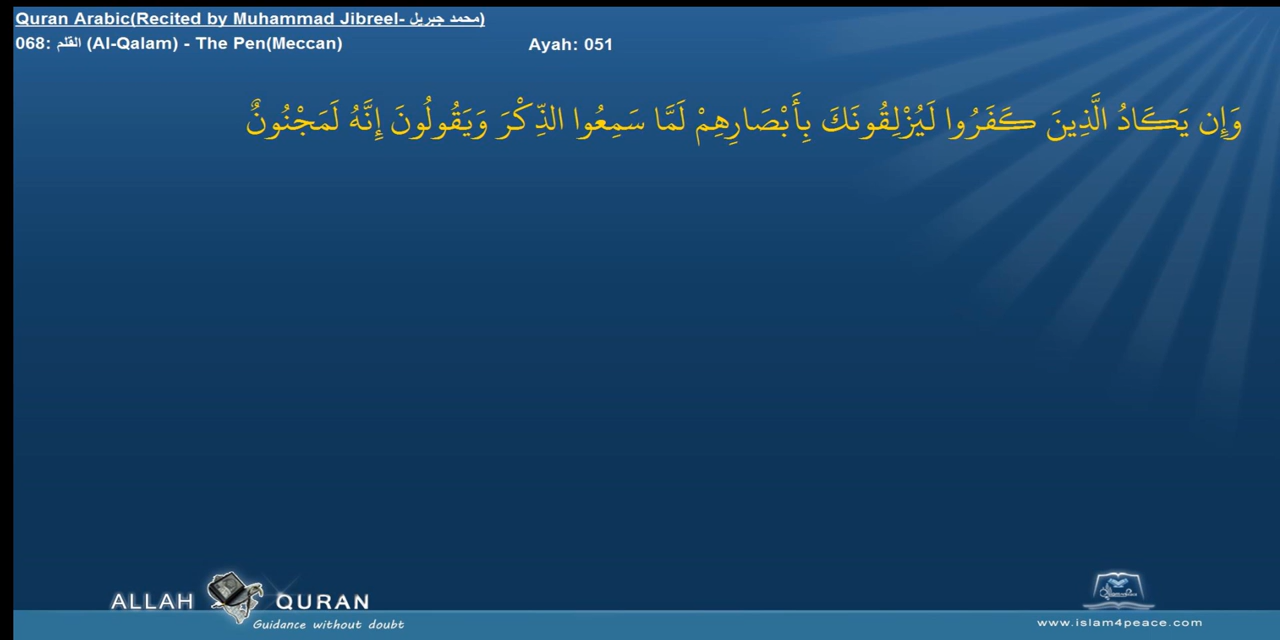 Quran Arabic(Recited by Muhammad Jibreel- محمد جبريل)
068: القلم (Al-Qalam) - The Pen(Meccan) Ayah: 051
وَإِن يَكَادُ الَّذِينَ كَفَرُوا لَيُزْلِقُونَكَ بِأَبْصَارِهِمْ لَمَّا سَمِعُوا الذِّكْرَ وَيَقُولُونَ إِنَّهُ لَمَجْنُونٌ
ALLAH QURAN
Guidance without doubt
www.islam4peace.com